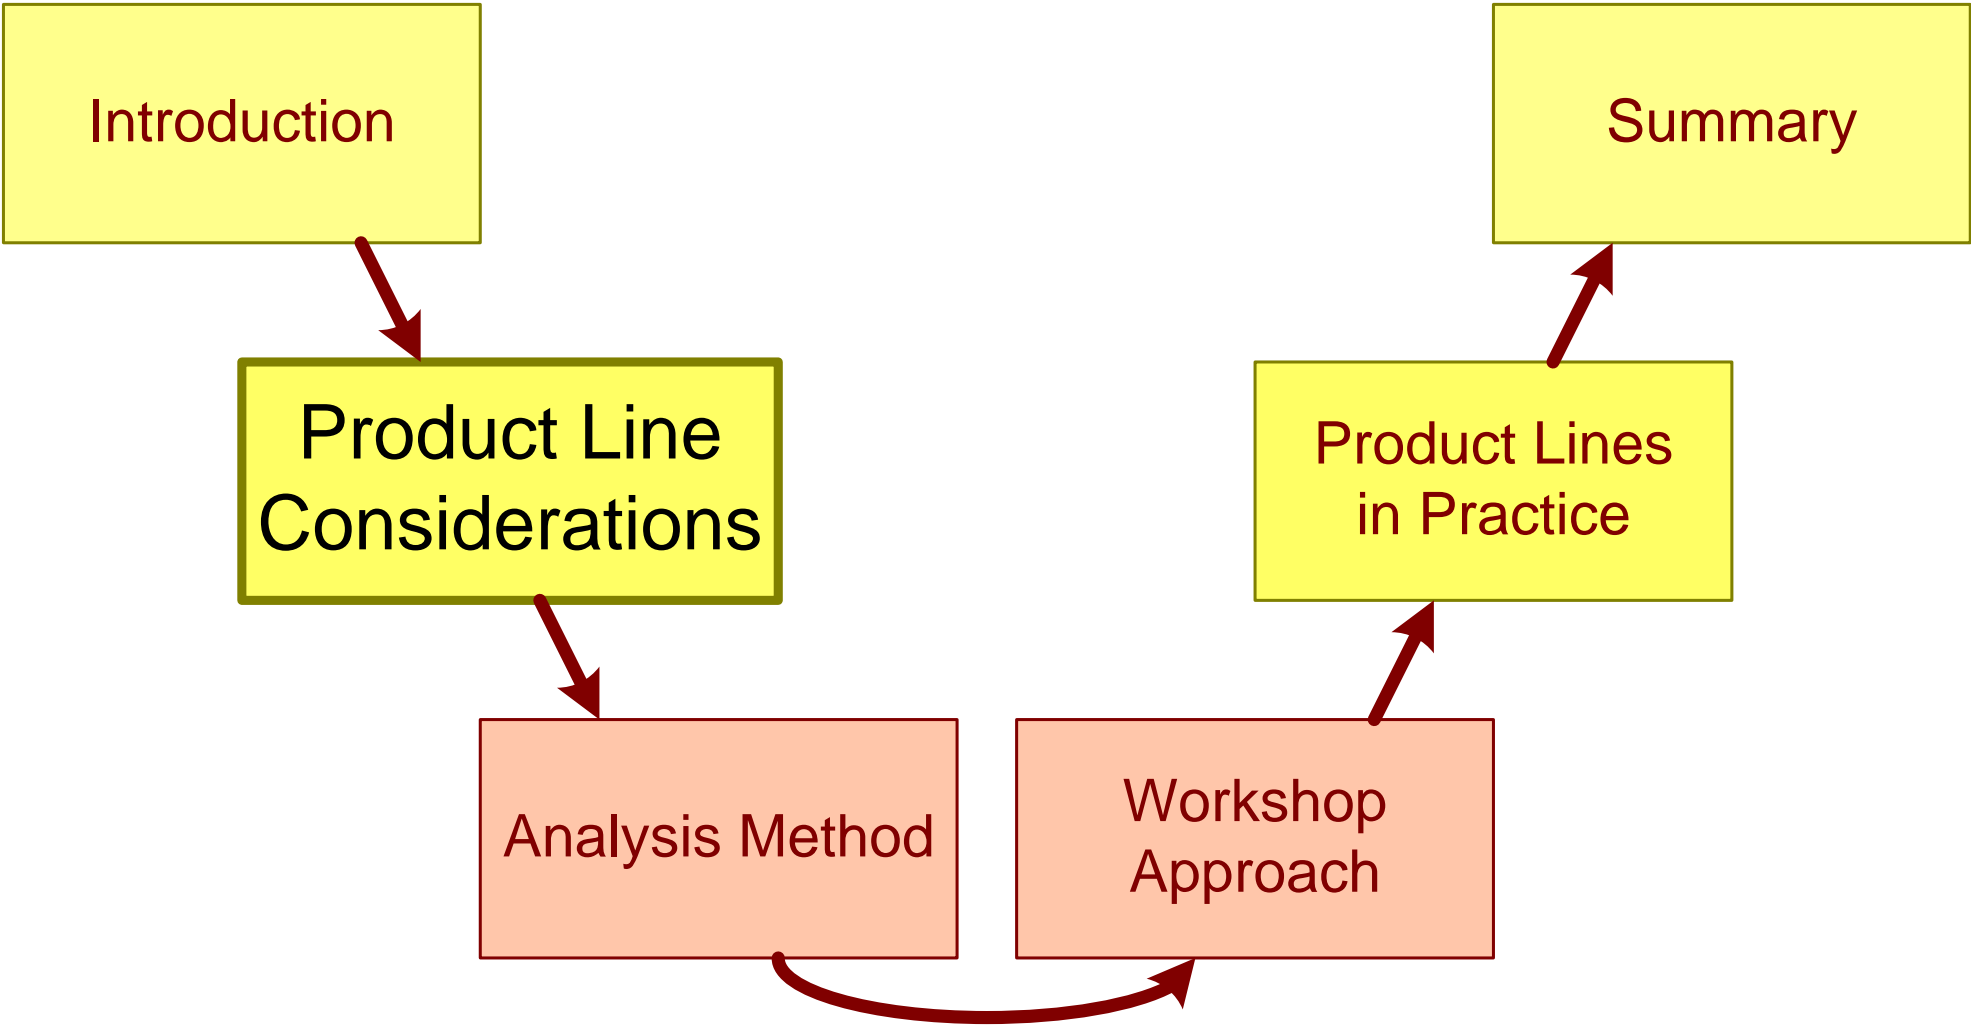 Introduction
Summary
Product Line
Considerations
Product Lines
in Practice
Analysis Method
Workshop
Approach